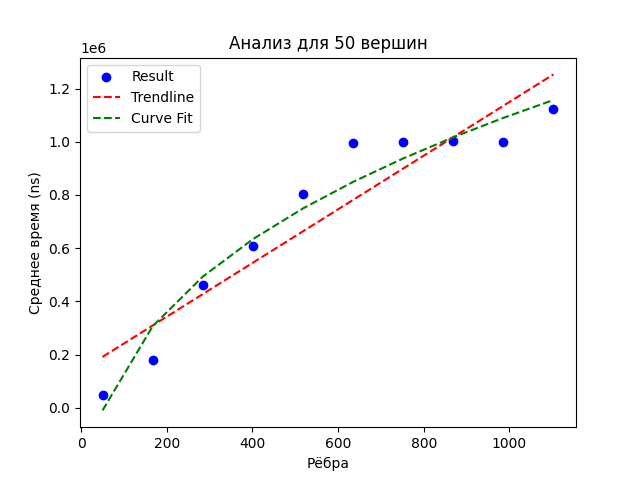 Анализ для 50 вершин
1e6
Result
Trendline
Curve Fit
1.2
1.0
0.8
0.6
0.4
0.2
0.0
Среднее время (ns)
0 200 400 600 800 1000
Рёбра